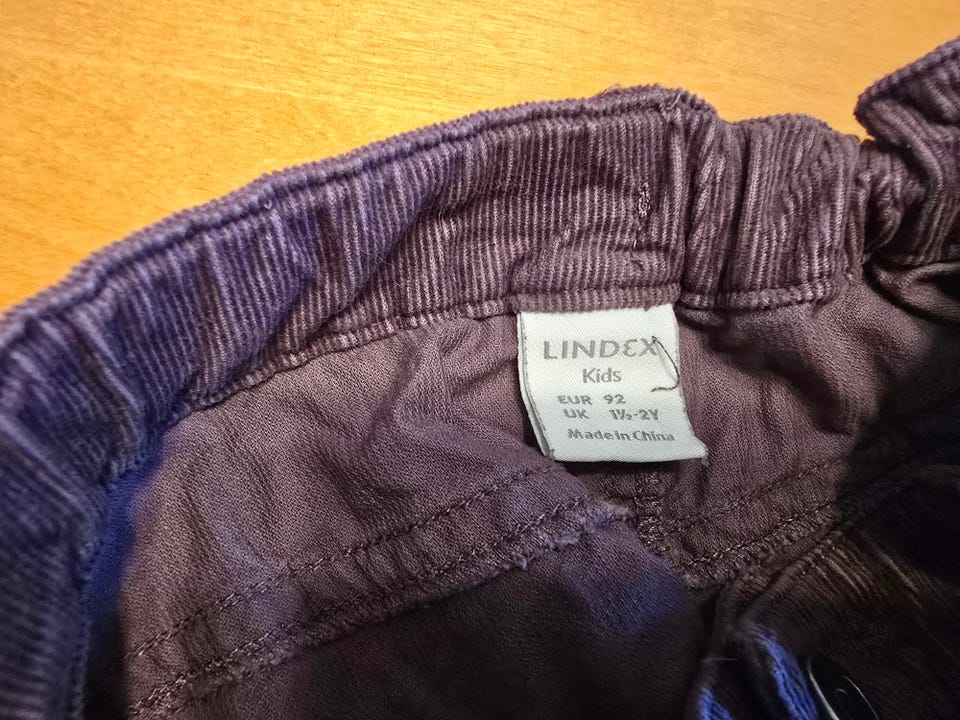 LINDEX
Kids
EUR 92
UK 1½-2Y
Made in China